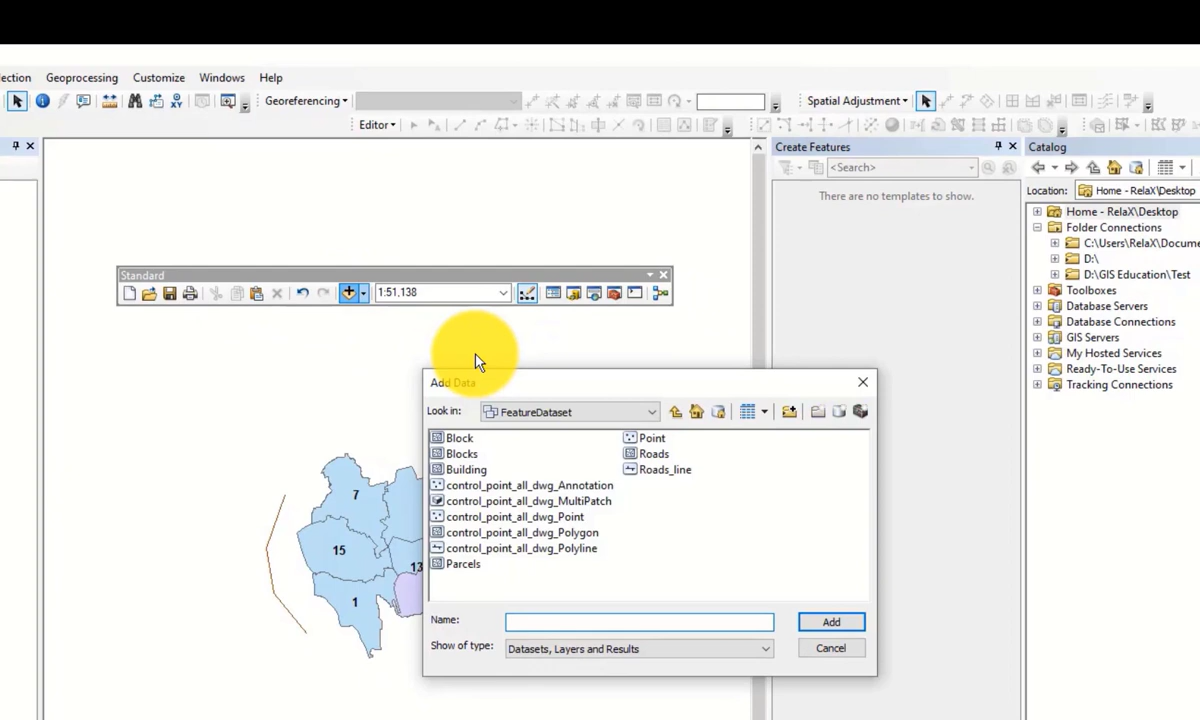 ection Geoprocessing Customize Windows Help
Georeferencing
Spatial Adjustment
Editor
Create Features
<Search>
There are no templates to show.
Catalog
Location: Home - RelaX\Desktop
Home - RelaX\Desktop
Folder Connections
C:\Users\RelaX\Docume
D:\
D:\GIS Education\Test
Toolboxes
Database Servers
Database Connections
GIS Servers
My Hosted Services
Ready-To-Use Services
Tracking Connections
Standard
1:51,138
Add Data
Look in: FeatureDataset
Block
Blocks
Building
control_point_all_dwg_Annotation
control_point_all_dwg_MultiPatch
control_point_all_dwg_Point
control_point_all_dwg_Polygon
control_point_all_dwg_Polyline
Parcels
Point
Roads
Roads_line
Name:
Add
Show of type: Datasets, Layers and Results
Cancel
7
15
13
1